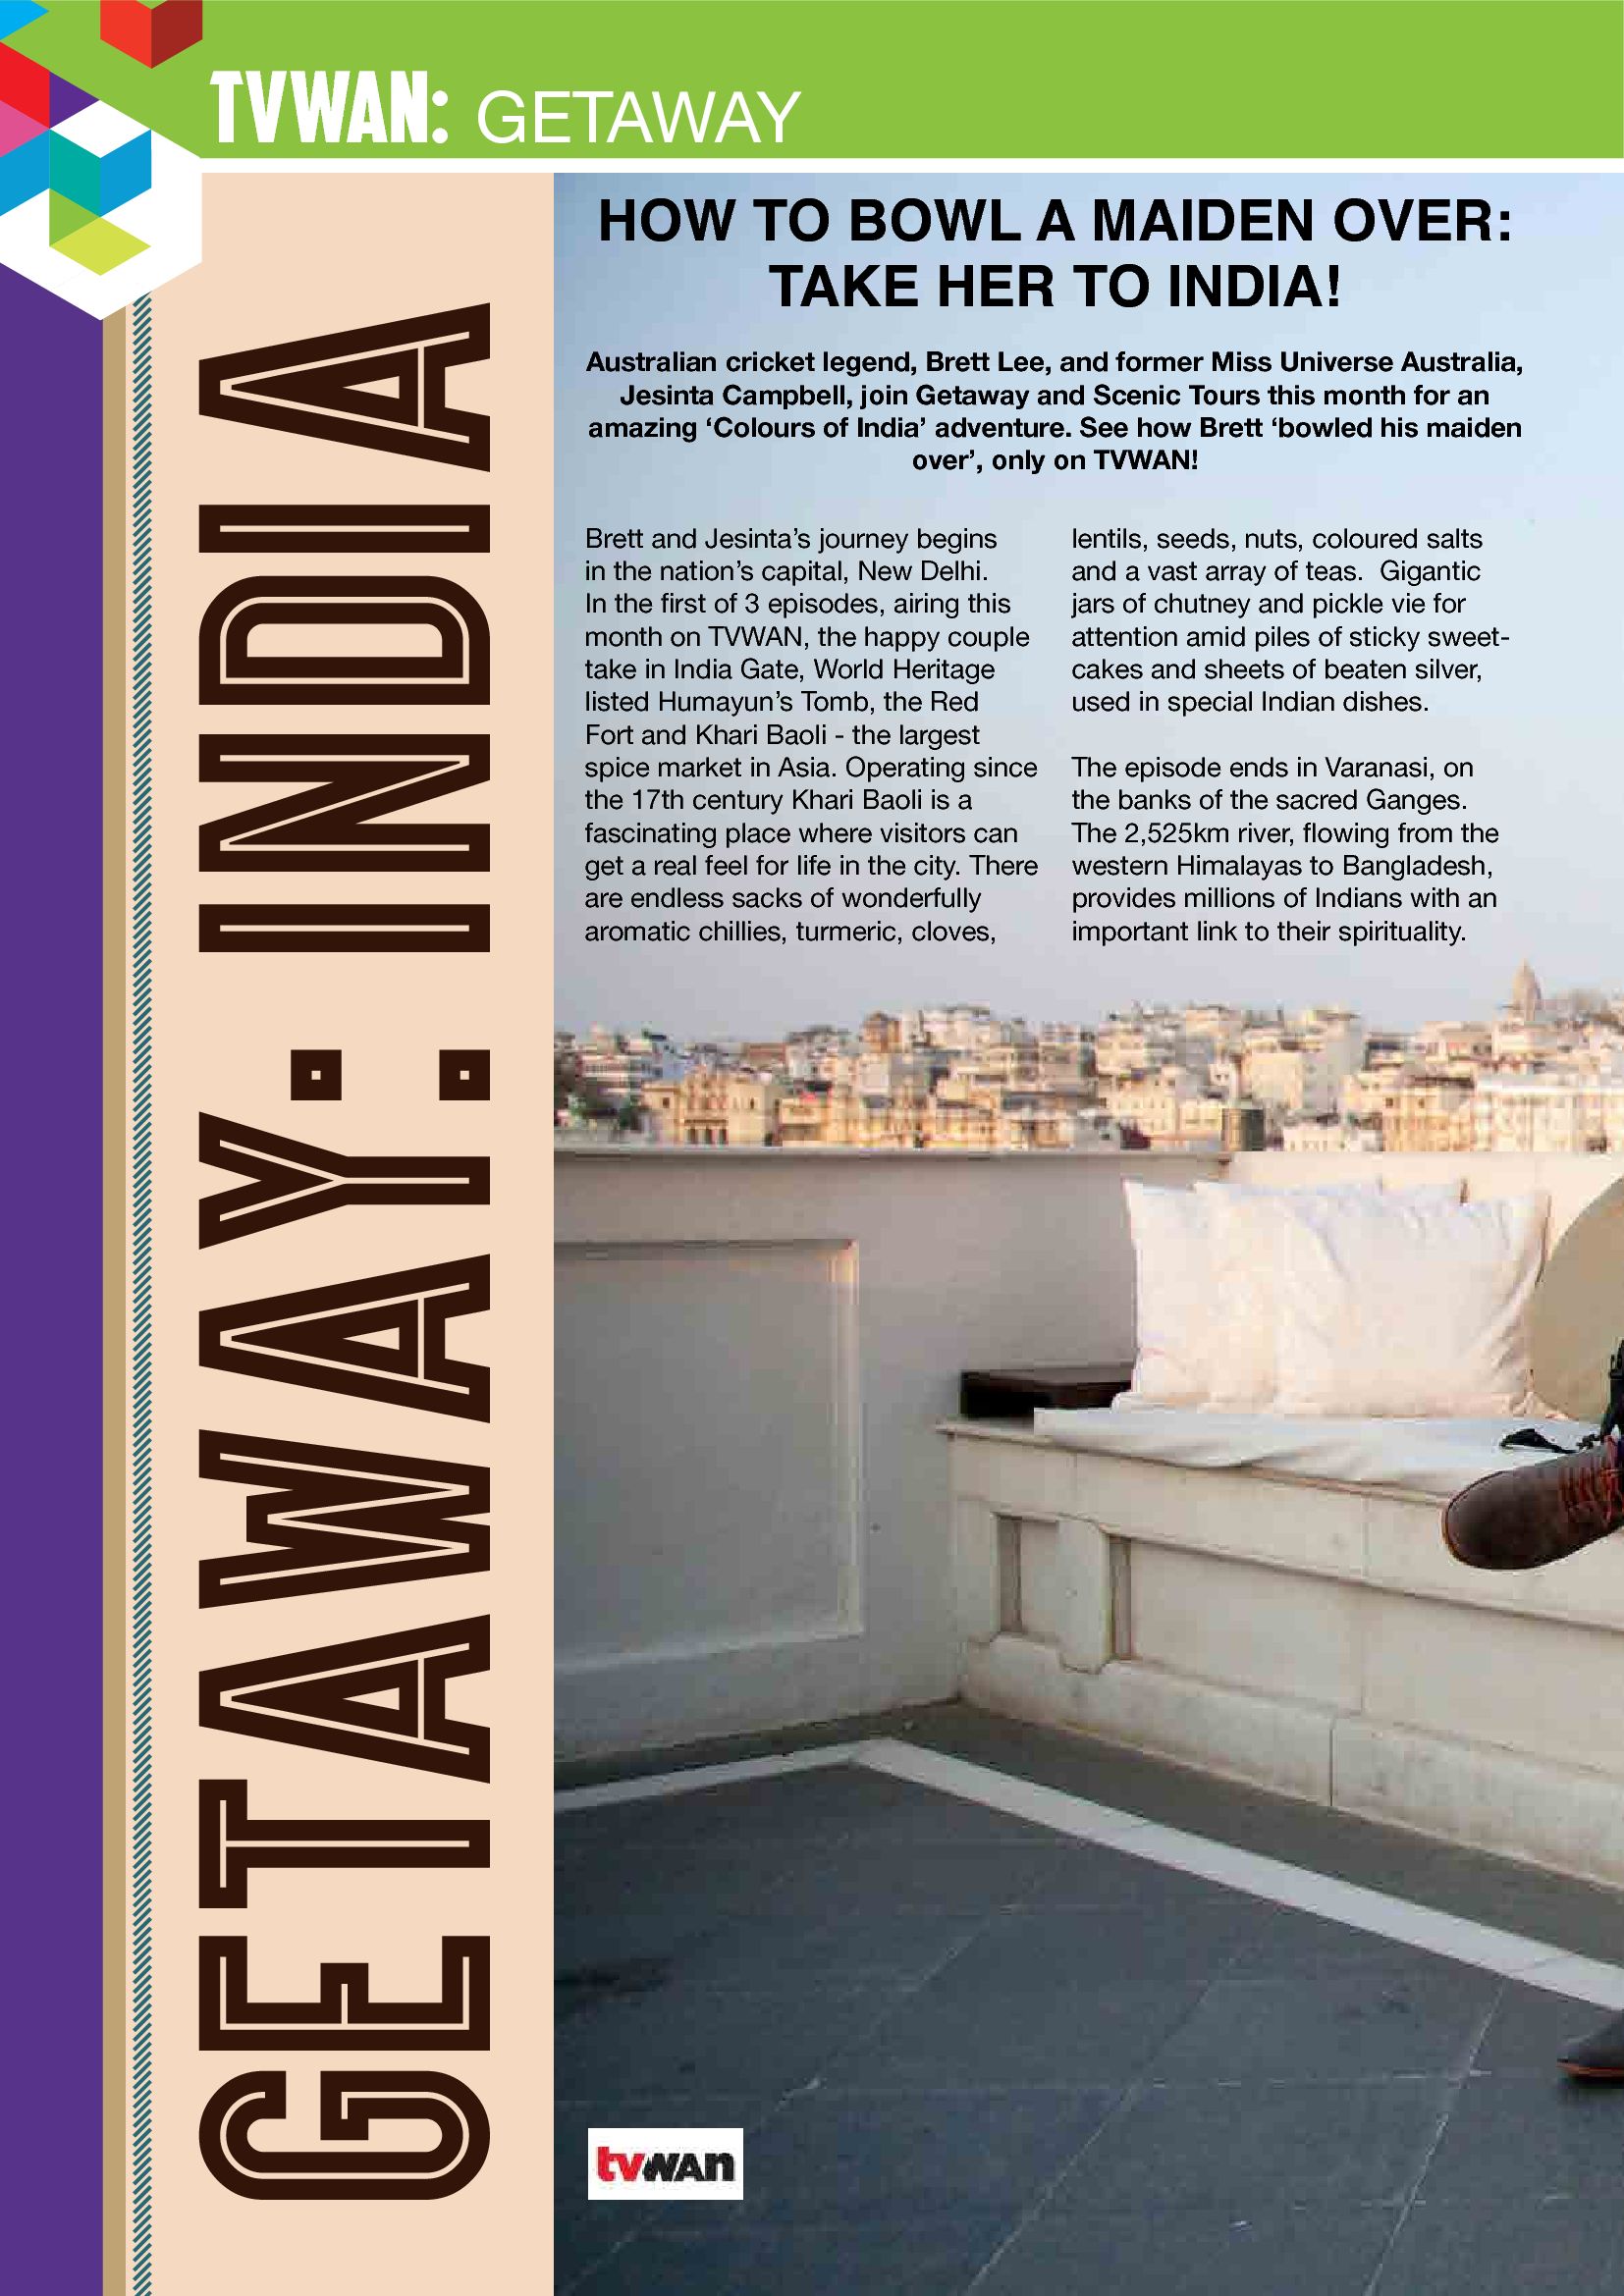 TVWAN: GETAWAY
GETAWAY: INDIA
HOW TO BOWL A MAIDEN OVER:
TAKE HER TO INDIA!
Australian cricket legend, Brett Lee, and former Miss Universe Australia,
Jesinta Campbell, join Getaway and Scenic Tours this month for an
amazing ‘Colours of India’ adventure. See how Brett ‘bowled his maiden
over’, only on TVWAN!
Brett and Jesinta’s journey begins
in the nation’s capital, New Delhi.
In the first of 3 episodes, airing this
month on TVWAN, the happy couple
take in India Gate, World Heritage
listed Humayun’s Tomb, the Red
Fort and Khari Baoli - the largest
spice market in Asia. Operating since
the 17th century Khari Baoli is a
fascinating place where visitors can
get a real feel for life in the city. There
are endless sacks of wonderfully
aromatic chillies, turmeric, cloves,
lentils, seeds, nuts, coloured salts
and a vast array of teas.  Gigantic
jars of chutney and pickle vie for
attention amid piles of sticky sweet-
cakes and sheets of beaten silver,
used in special Indian dishes.
The episode ends in Varanasi, on
the banks of the sacred Ganges.
The 2,525km river, flowing from the
western Himalayas to Bangladesh,
provides millions of Indians with an
important link to their spirituality.
tvwan